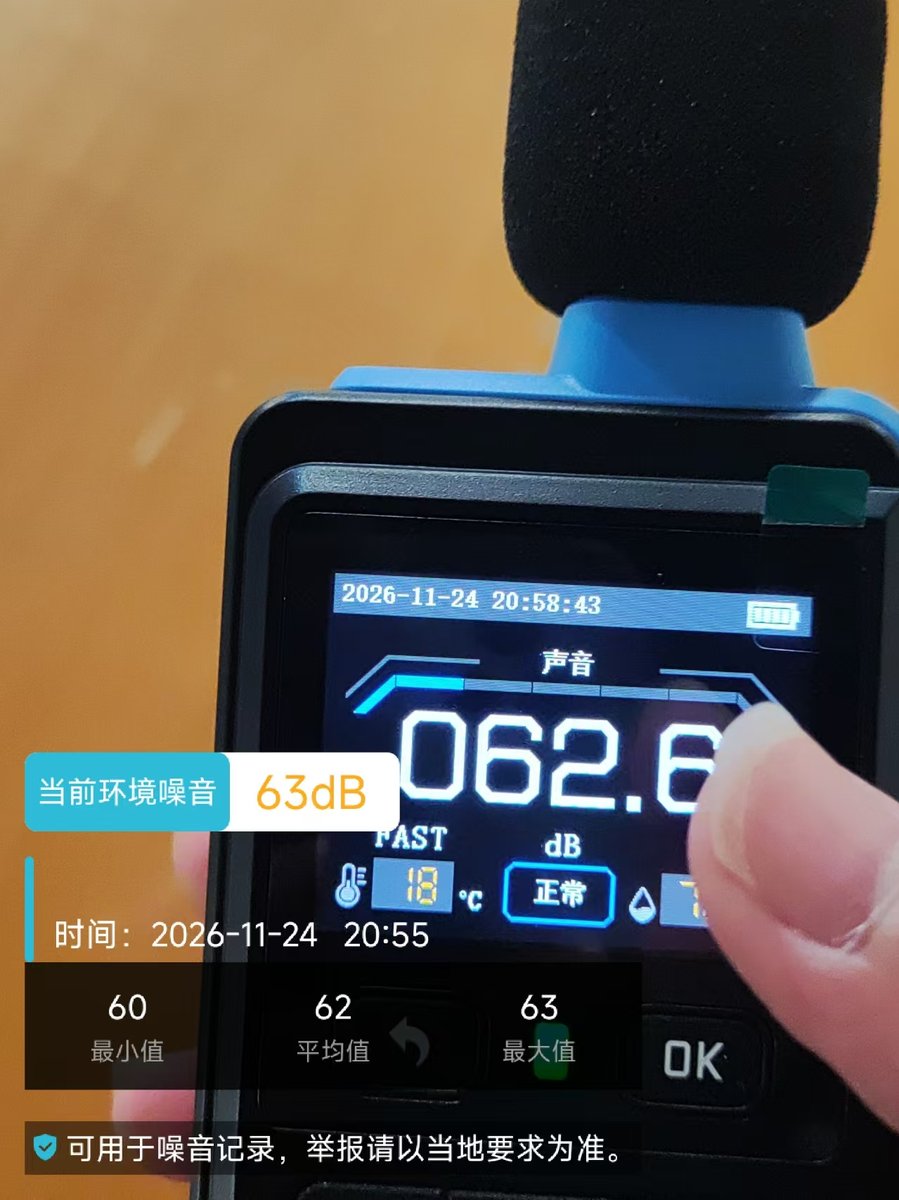 2026-11-24 20:58:43
声音
062.6
当前环境噪音 63dB
FAST dB
18 °C 正常
时间：2026-11-24 20:55
60 62 63
最小值 平均值 最大值
OK
可用于噪音记录，举报请以当地要求为准。